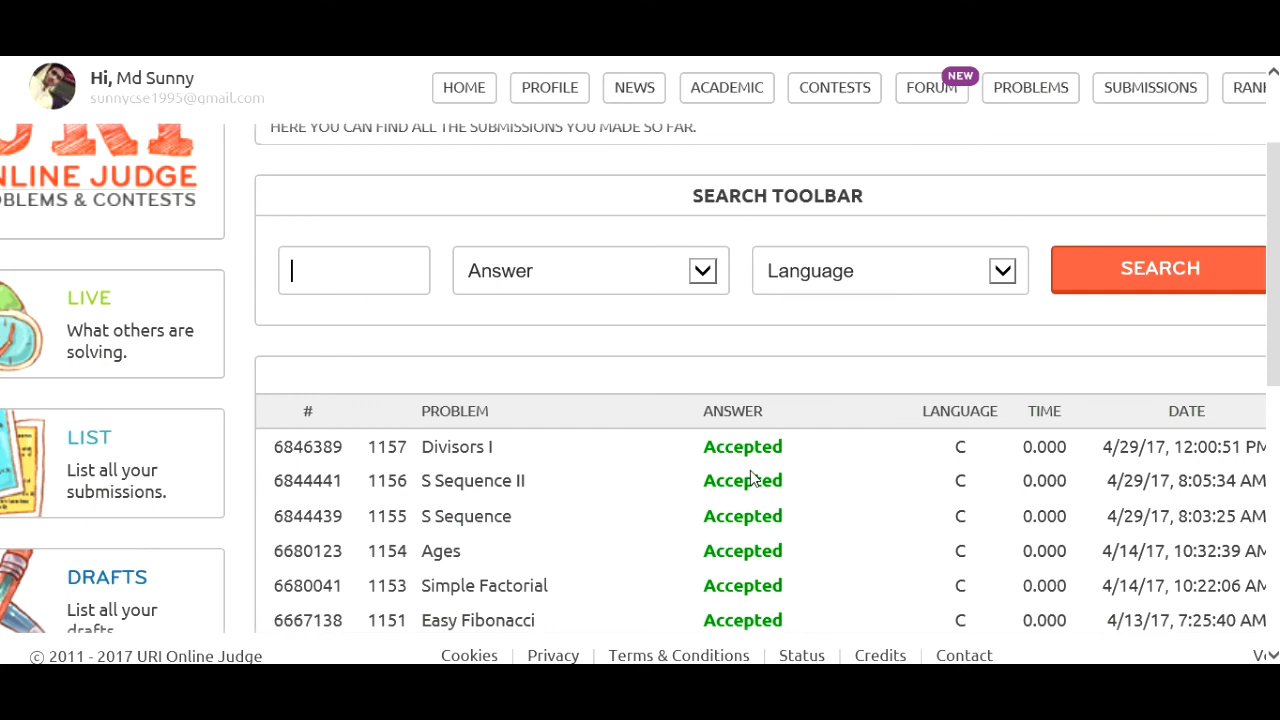 Hi, Md Sunny
sunnycse1995@gmail.com
HOME PROFILE NEWS ACADEMIC CONTESTS FORUM NEW PROBLEMS SUBMISSIONS RANK
URI
NLINE JUDGE
OBLEMS & CONTESTS
HERE YOU CAN FIND ALL THE SUBMISSIONS YOU MADE SO FAR.
SEARCH TOOLBAR
Answer Language SEARCH
LIVE
What others are
solving.
LIST
List all your
submissions.
DRAFTS
List all your
drafts
# PROBLEM ANSWER LANGUAGE TIME DATE
6846389 1157 Divisors I Accepted C 0.000 4/29/17, 12:00:51 PM
6844441 1156 S Sequence II Accepted C 0.000 4/29/17, 8:05:34 AM
6844439 1155 S Sequence Accepted C 0.000 4/29/17, 8:03:25 AM
6680123 1154 Ages Accepted C 0.000 4/14/17, 10:32:39 AM
6680041 1153 Simple Factorial Accepted C 0.000 4/14/17, 10:22:06 AM
6667138 1151 Easy Fibonacci Accepted C 0.000 4/13/17, 7:25:40 AM
© 2011 - 2017 URI Online Judge Cookies Privacy Terms & Conditions Status Credits Contact